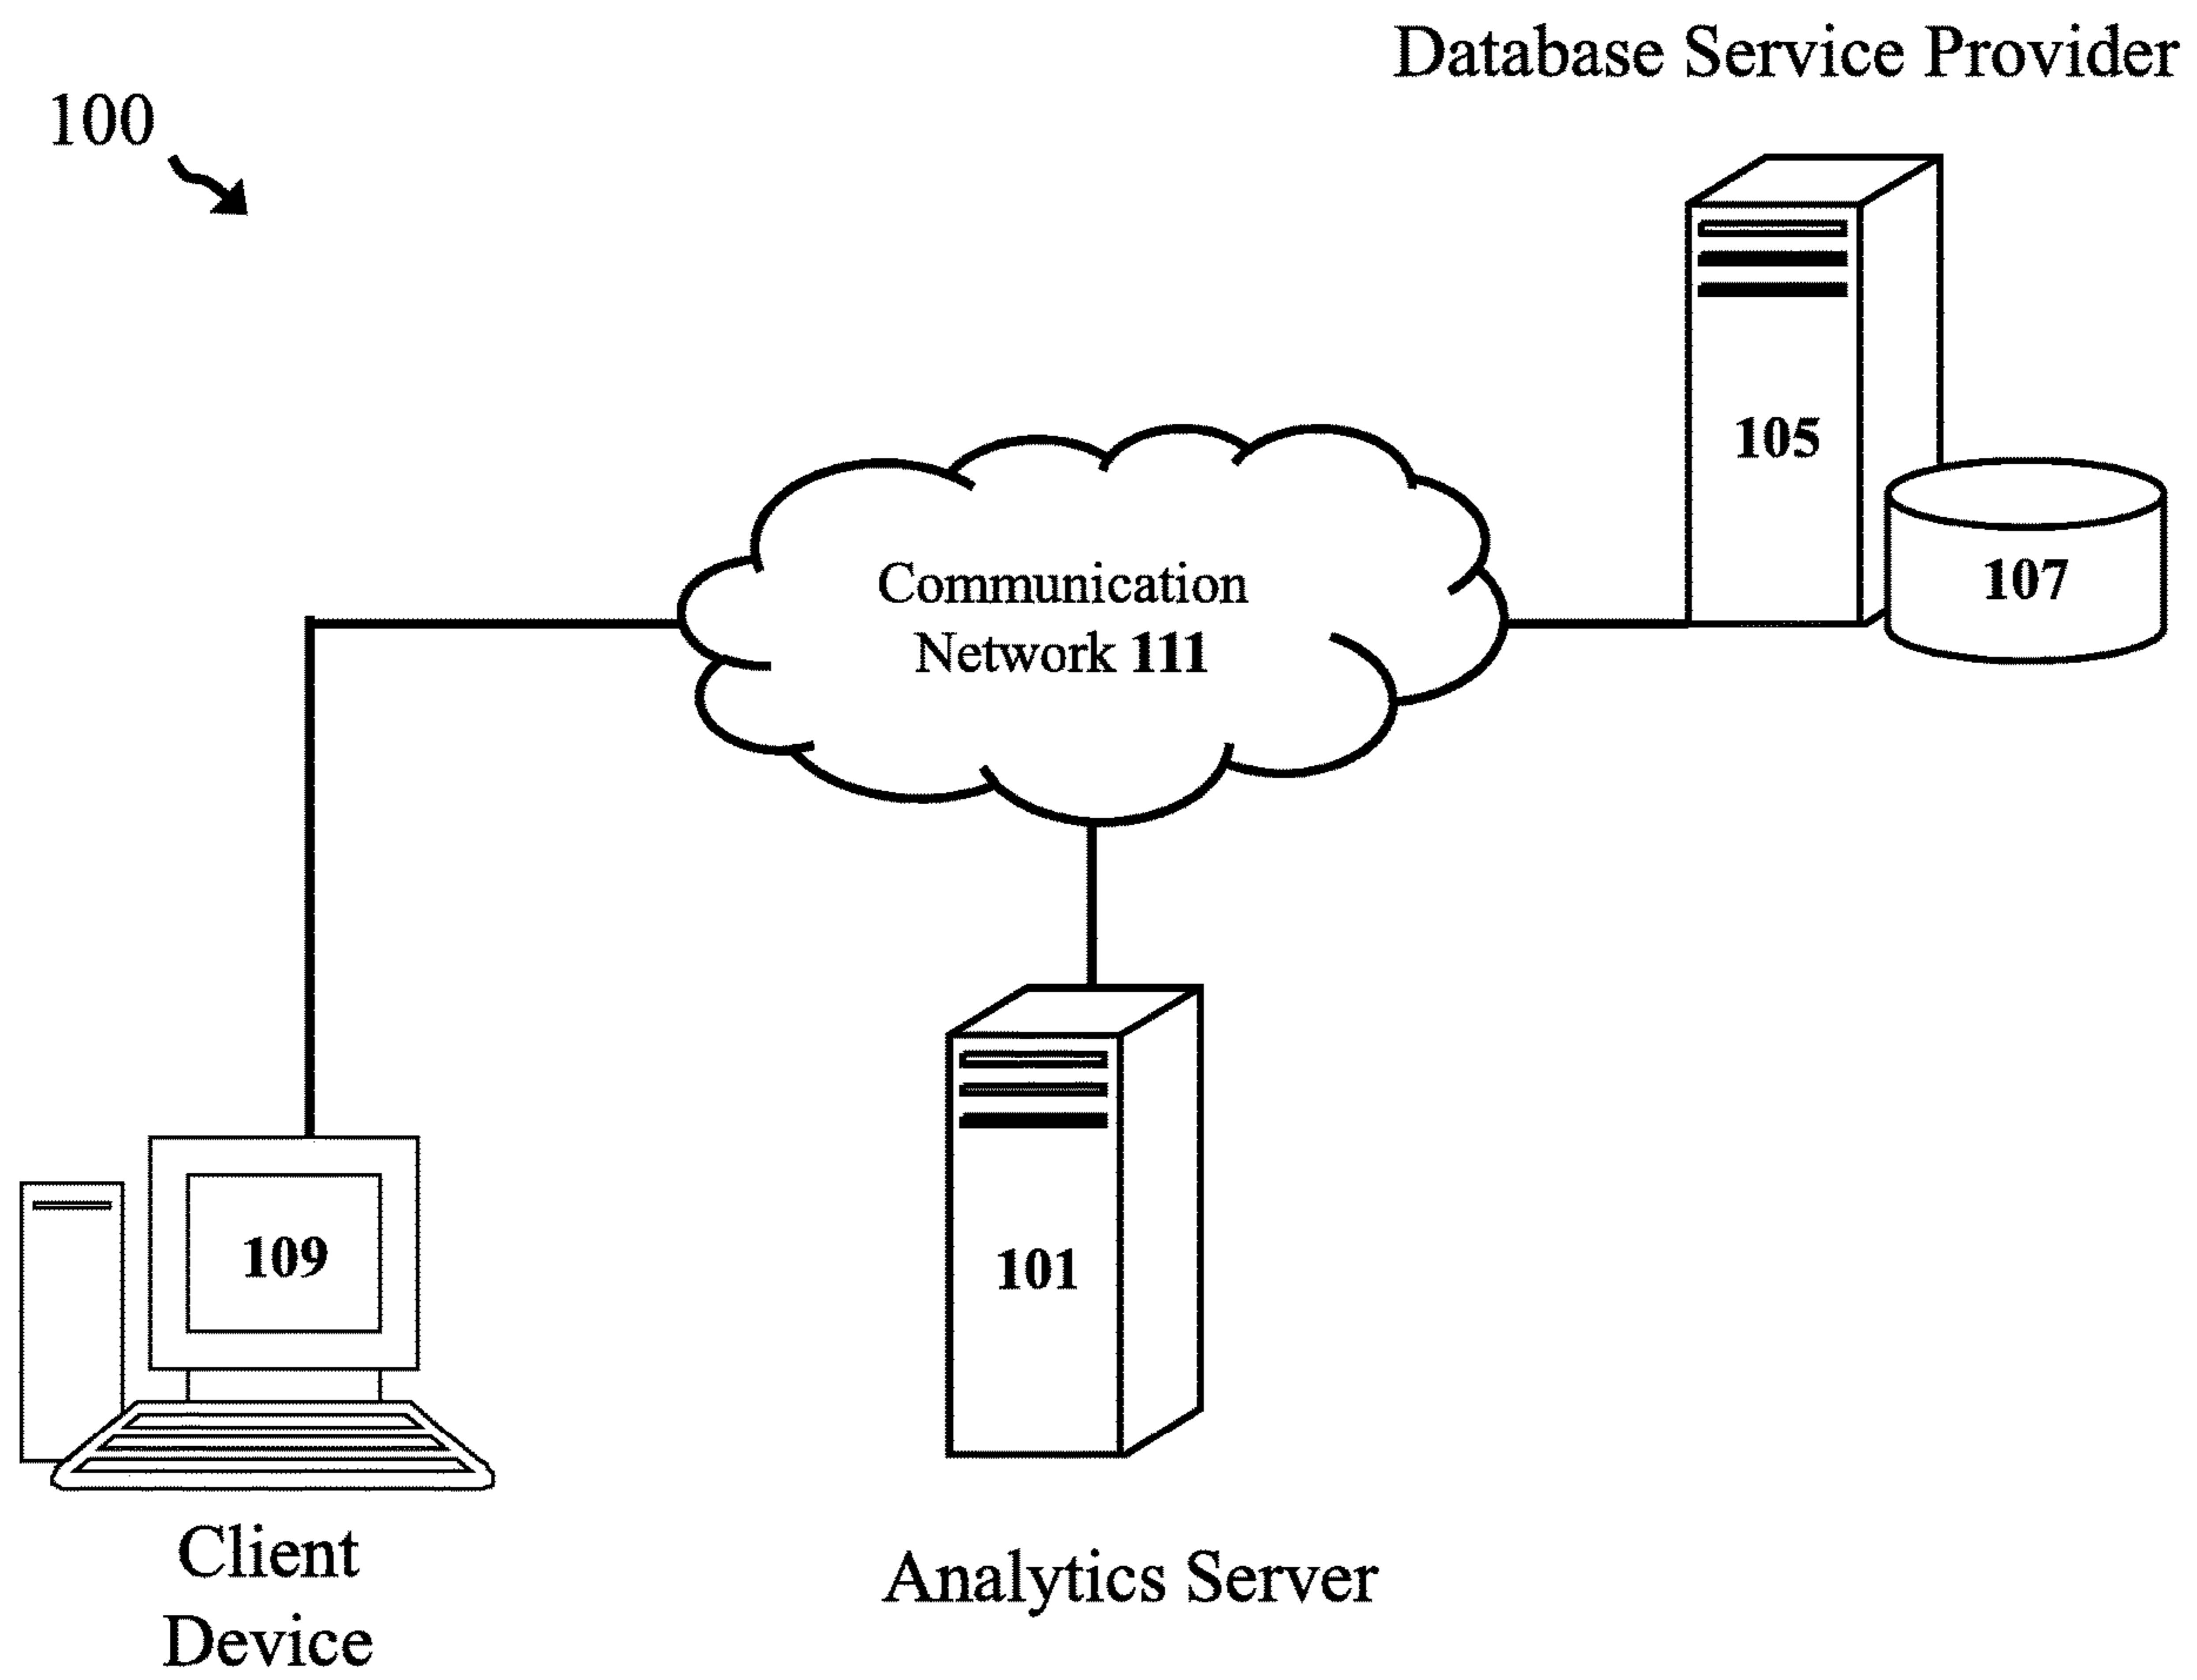 Database Service Provider
100
105
107
Communication
Network 111
109
101
Client
Device
Analytics Server